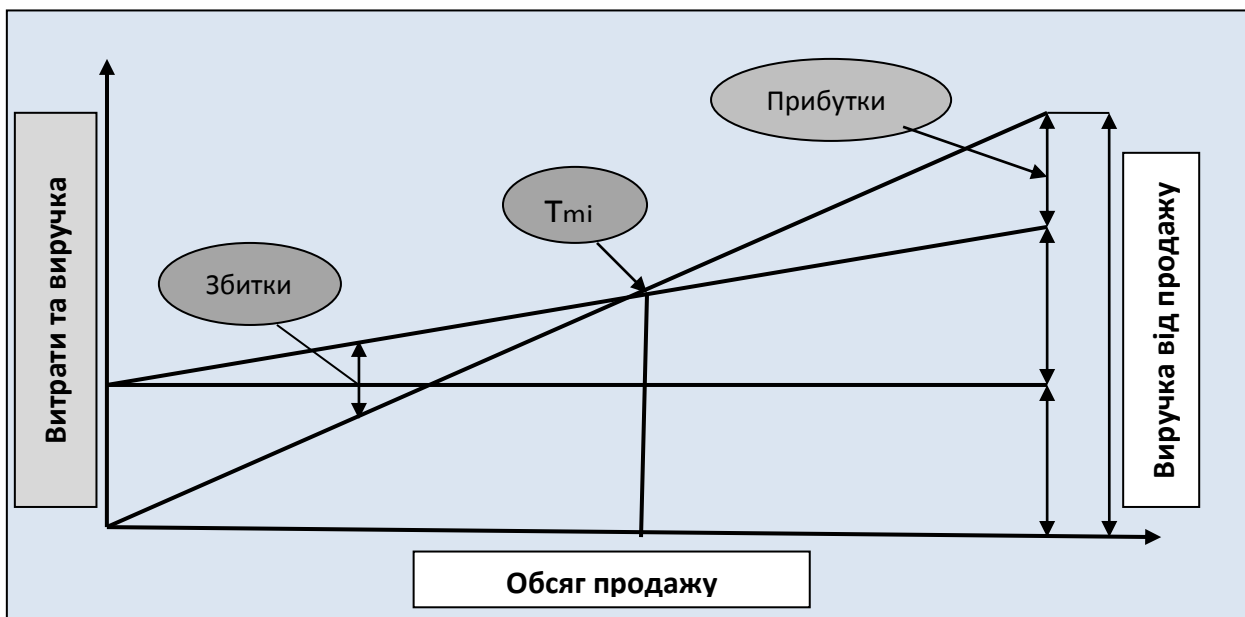 Прибутки
Tmi
Збитки
Витрати та виручка
Виручка від продажу
Обсяг продажу